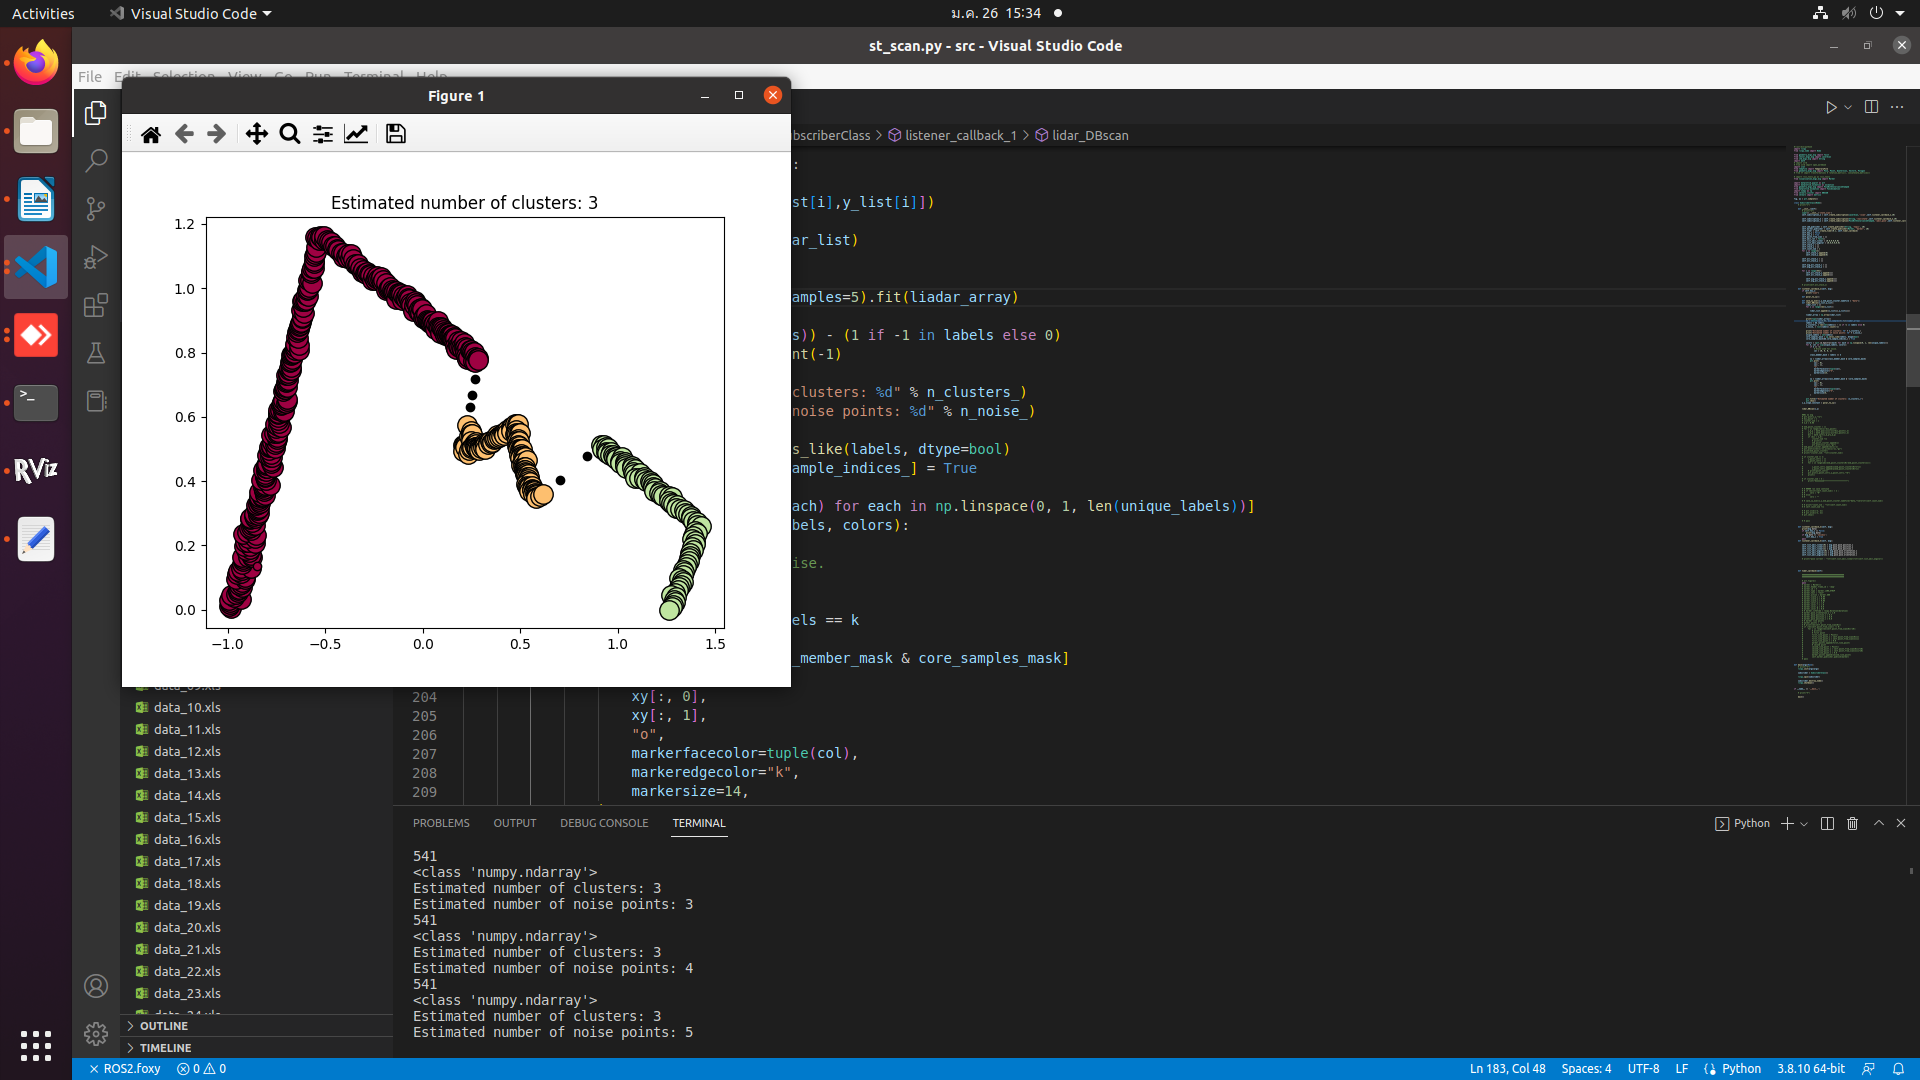 Activities
Visual Studio Code
ม.ค. 26 15:34
st_scan.py - src - Visual Studio Code
File Edit Selection View Go Run Terminal Help
Figure 1
bscriberClass > listener_callback_1 > lidar_DBscan
Estimated number of clusters: 3
1.2
1.0
0.8
0.6
0.4
0.2
0.0
−1.0 −0.5 0.0 0.5 1.0 1.5
:
st[i],y_list[i]])
ar_list)
amples=5).fit(liadar_array)
s)) - (1 if -1 in labels else 0)
nt(-1)
clusters: %d" % n_clusters_)
noise points: %d" % n_noise_)
s_like(labels, dtype=bool)
ample_indices_] = True
ach) for each in np.linspace(0, 1, len(unique_labels))]
bels, colors):
ise.
els == k
_member_mask & core_samples_mask]
204 xy[:, 0],
205 xy[:, 1],
206 "o",
207 markerfacecolor=tuple(col),
208 markeredgecolor="k",
209 markersize=14,
>_
RViz
data_09.xls
data_10.xls
data_11.xls
data_12.xls
data_13.xls
data_14.xls
data_15.xls
data_16.xls
data_17.xls
data_18.xls
data_19.xls
data_20.xls
data_21.xls
data_22.xls
data_23.xls
OUTLINE
TIMELINE
PROBLEMS OUTPUT DEBUG CONSOLE TERMINAL
Python
541
<class 'numpy.ndarray'>
Estimated number of clusters: 3
Estimated number of noise points: 3
541
<class 'numpy.ndarray'>
Estimated number of clusters: 3
Estimated number of noise points: 4
541
<class 'numpy.ndarray'>
Estimated number of clusters: 3
Estimated number of noise points: 5
ROS2.foxy 0 0 Ln 183, Col 48 Spaces: 4 UTF-8 LF Python 3.8.10 64-bit